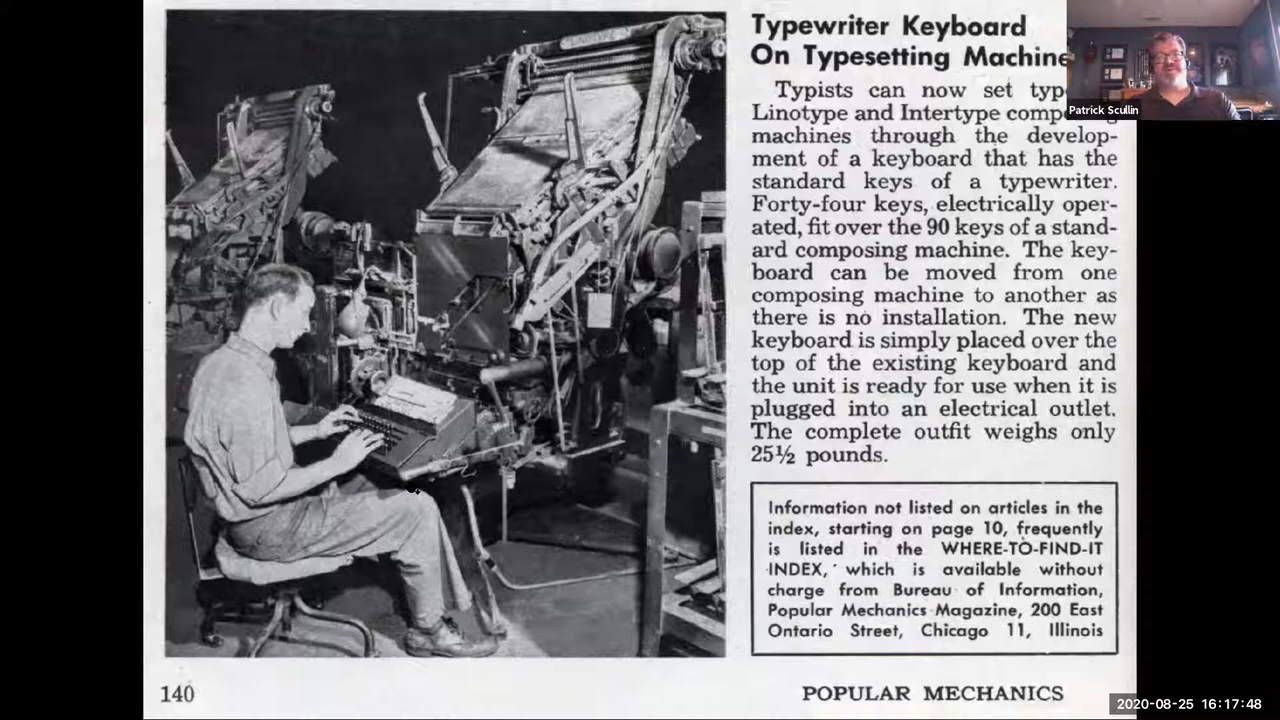 Typewriter Keyboard
On Typesetting Machine
Typists can now set typ
Linotype and Intertype comp
machines through the develop-
ment of a keyboard that has the
standard keys of a typewriter.
Forty-four keys, electrically oper-
ated, fit over the 90 keys of a stand-
ard composing machine. The key-
board can be moved from one
composing machine to another as
there is no installation. The new
keyboard is simply placed over the
top of the existing keyboard and
the unit is ready for use when it is
plugged into an electrical outlet.
The complete outfit weighs only
25½ pounds.
Information not listed on articles in the
index, starting on page 10, frequently
is listed in the WHERE-TO-FIND-IT
INDEX, which is available without
charge from Bureau of Information,
Popular Mechanics Magazine, 200 East
Ontario Street, Chicago 11, Illinois
140
POPULAR MECHANICS
Patrick Scullin
2020-08-25 16:17:48